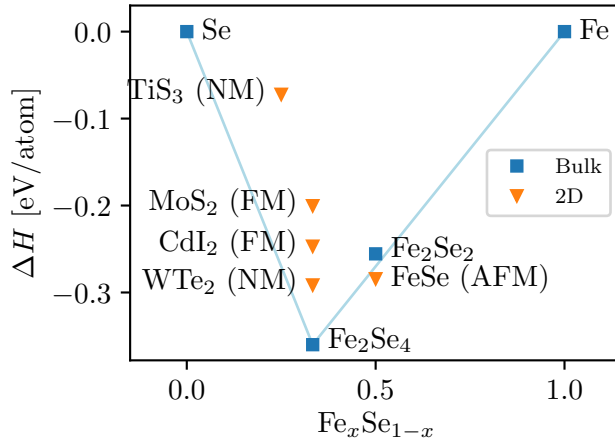 0.0
−0.1
−0.2
−0.3
ΔH [eV/atom]
Se
Fe
TiS₃ (NM)
MoS₂ (FM)
CdI₂ (FM)
WTe₂ (NM)
Fe₂Se₂
FeSe (AFM)
Fe₂Se₄
Bulk
2D
0.0 0.5 1.0
FeₓSe₁₋ₓ